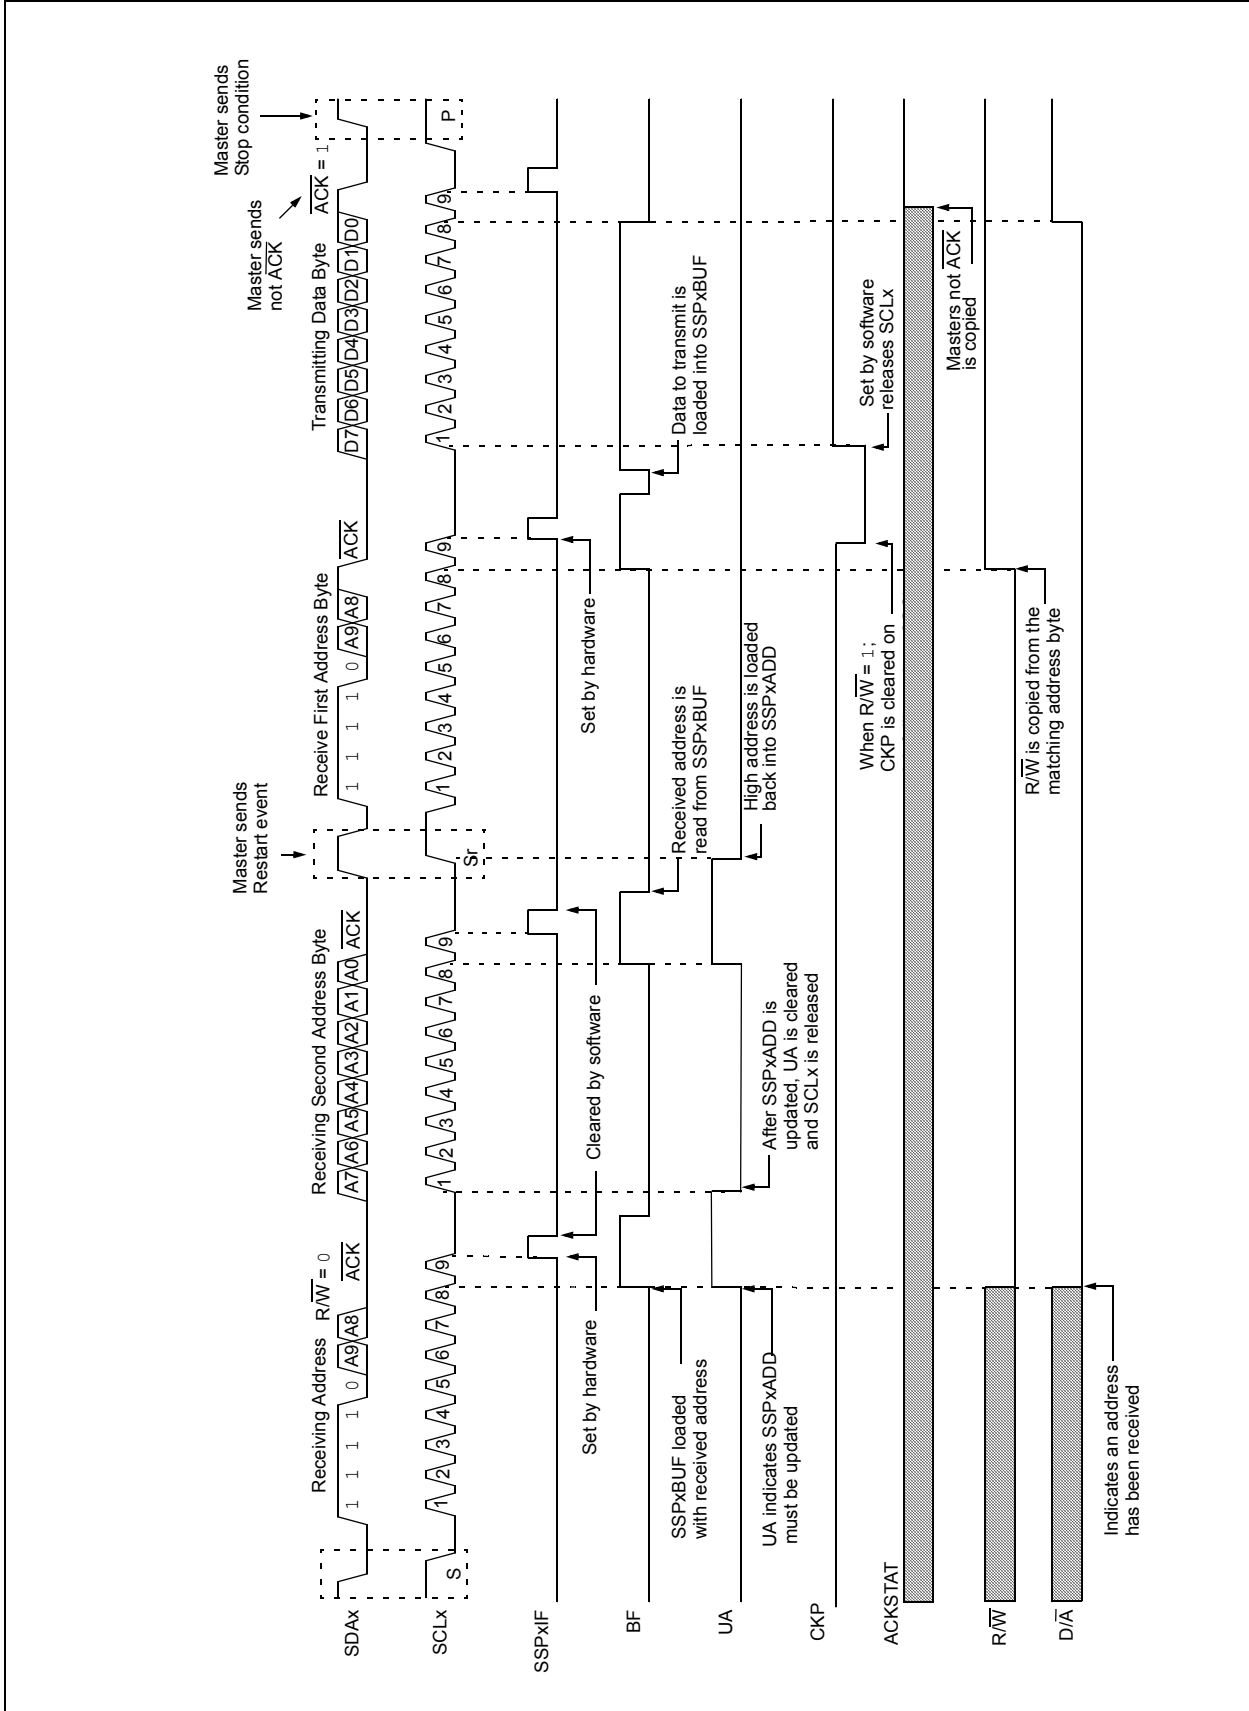 Master sends
Stop condition
Master sends
not ACK
ACK = 1
Master sends
Restart event
Receiving Address
R/W = 0
ACK
Receiving Second Address Byte
ACK
Receive First Address Byte
ACK
Transmitting Data Byte
SDAx
1 1 1 1 0 A9 A8
A7 A6 A5 A4 A3 A2 A1 A0
1 1 1 1 0 A9 A8
D7 D6 D5 D4 D3 D2 D1 D0
SCLx
S
1 2 3 4 5 6 7 8 9
1 2 3 4 5 6 7 8 9
Sr
1 2 3 4 5 6 7 8 9
1 2 3 4 5 6 7 8 9
P
SSPxIF
Set by hardware
Cleared by software
Set by hardware
BF
SSPxBUF loaded
with received address
Received address is
read from SSPxBUF
Data to transmit is
loaded into SSPxBUF
UA
UA indicates SSPxADD
must be updated
After SSPxADD is
updated, UA is cleared
and SCLx is released
High address is loaded
back into SSPxADD
CKP
When R/W = 1;
CKP is cleared on
Set by software
releases SCLx
ACKSTAT
Masters not ACK
is copied
R/W
R/W is copied from the
matching address byte
D/A
Indicates an address
has been received